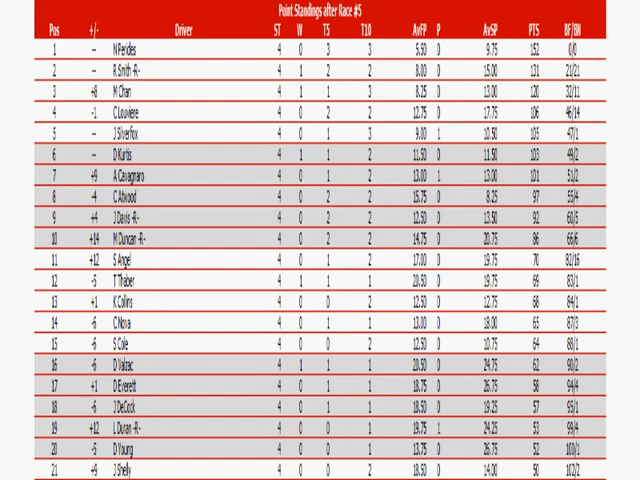 Point Standings after Race #5
Pos +/- Driver ST W T5 T10 AvFP P AvSP PTS BF/BN
1 -- N Perides 4 0 3 3 5.50 0 9.75 152 0/0
2 -- R Smith -R- 4 1 2 2 8.00 0 15.00 131 21/21
3 +8 M Chan 4 1 1 3 8.25 0 13.00 120 32/11
4 -1 C Louviere 4 0 2 2 12.75 0 17.75 106 46/14
5 -- J Silverfox 4 0 1 3 9.00 1 10.50 105 47/1
6 -- D Kurtis 4 1 1 2 11.50 0 11.50 103 49/2
7 +9 A Cavagnaro 4 0 1 2 13.00 1 13.00 101 51/2
8 -4 C Atwood 4 0 2 2 15.75 0 8.25 97 55/4
9 +4 J Davis -R- 4 0 2 2 12.50 0 13.50 92 60/5
10 +14 M Duncan -R- 4 0 2 2 14.75 0 20.75 86 66/6
11 +12 S Angel 4 0 1 2 17.00 0 19.75 70 82/16
12 -5 T Thaber 4 1 1 1 20.50 0 19.75 69 83/1
13 +1 K Collins 4 0 0 2 12.50 0 12.75 68 84/1
14 -6 C Nova 4 0 1 1 13.00 0 18.00 65 87/3
15 -6 S Cole 4 0 0 2 12.50 0 10.75 64 88/1
16 -6 D Valzac 4 1 1 1 20.50 0 24.75 62 90/2
17 +1 D Everett 4 0 1 1 18.75 0 26.75 58 94/4
18 -6 J DeCock 4 0 1 1 18.50 0 19.25 57 95/1
19 +12 L Duran -R- 4 0 0 1 19.75 1 24.25 53 99/4
20 -5 D Young 4 0 0 1 13.75 0 26.75 52 100/1
21 +9 J Shelly 4 0 0 2 18.50 0 14.00 50 102/2